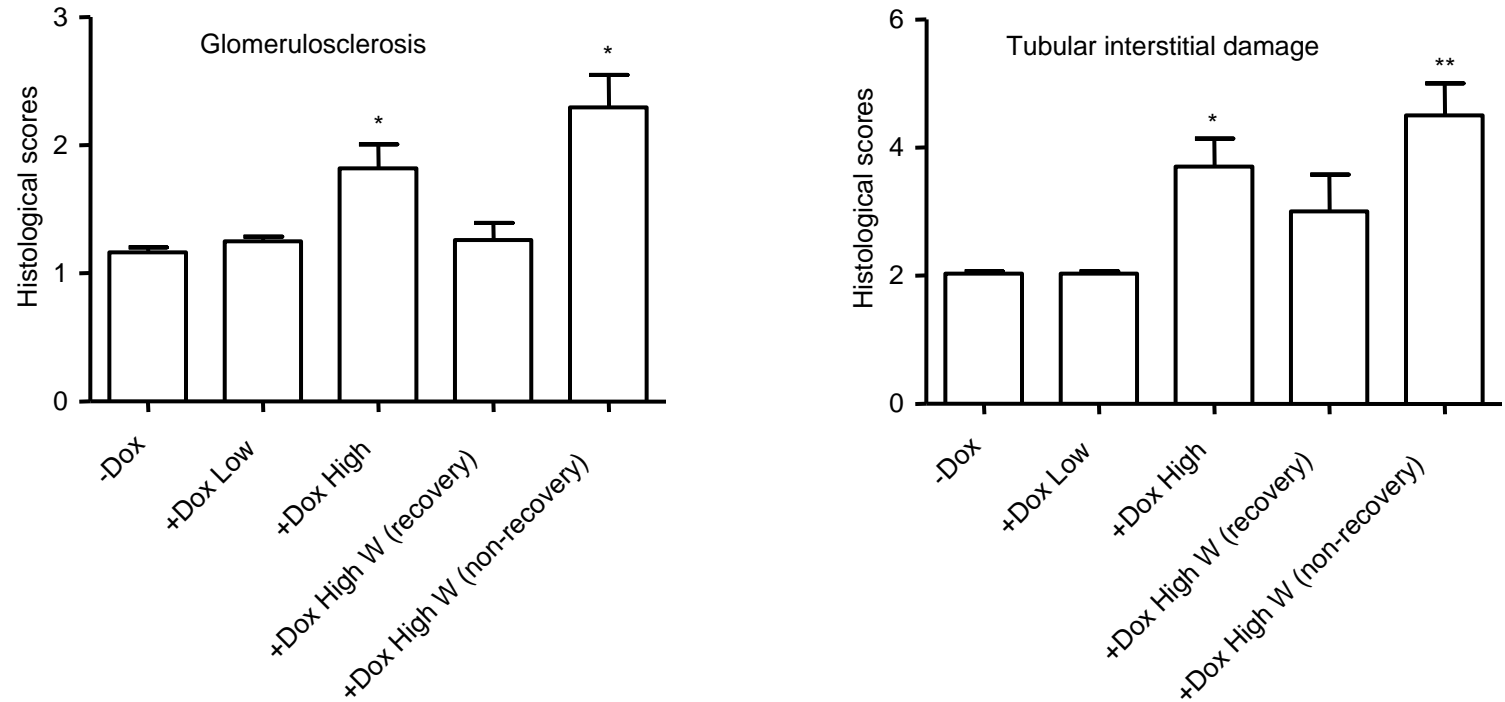 Glomerulosclerosis
Histological scores
3
2
1
0
*
*
-Dox
+Dox Low
+Dox High
+Dox High W (recovery)
+Dox High W (non-recovery)
Tubular interstitial damage
Histological scores
6
4
2
0
*
**
-Dox
+Dox Low
+Dox High
+Dox High W (recovery)
+Dox High W (non-recovery)